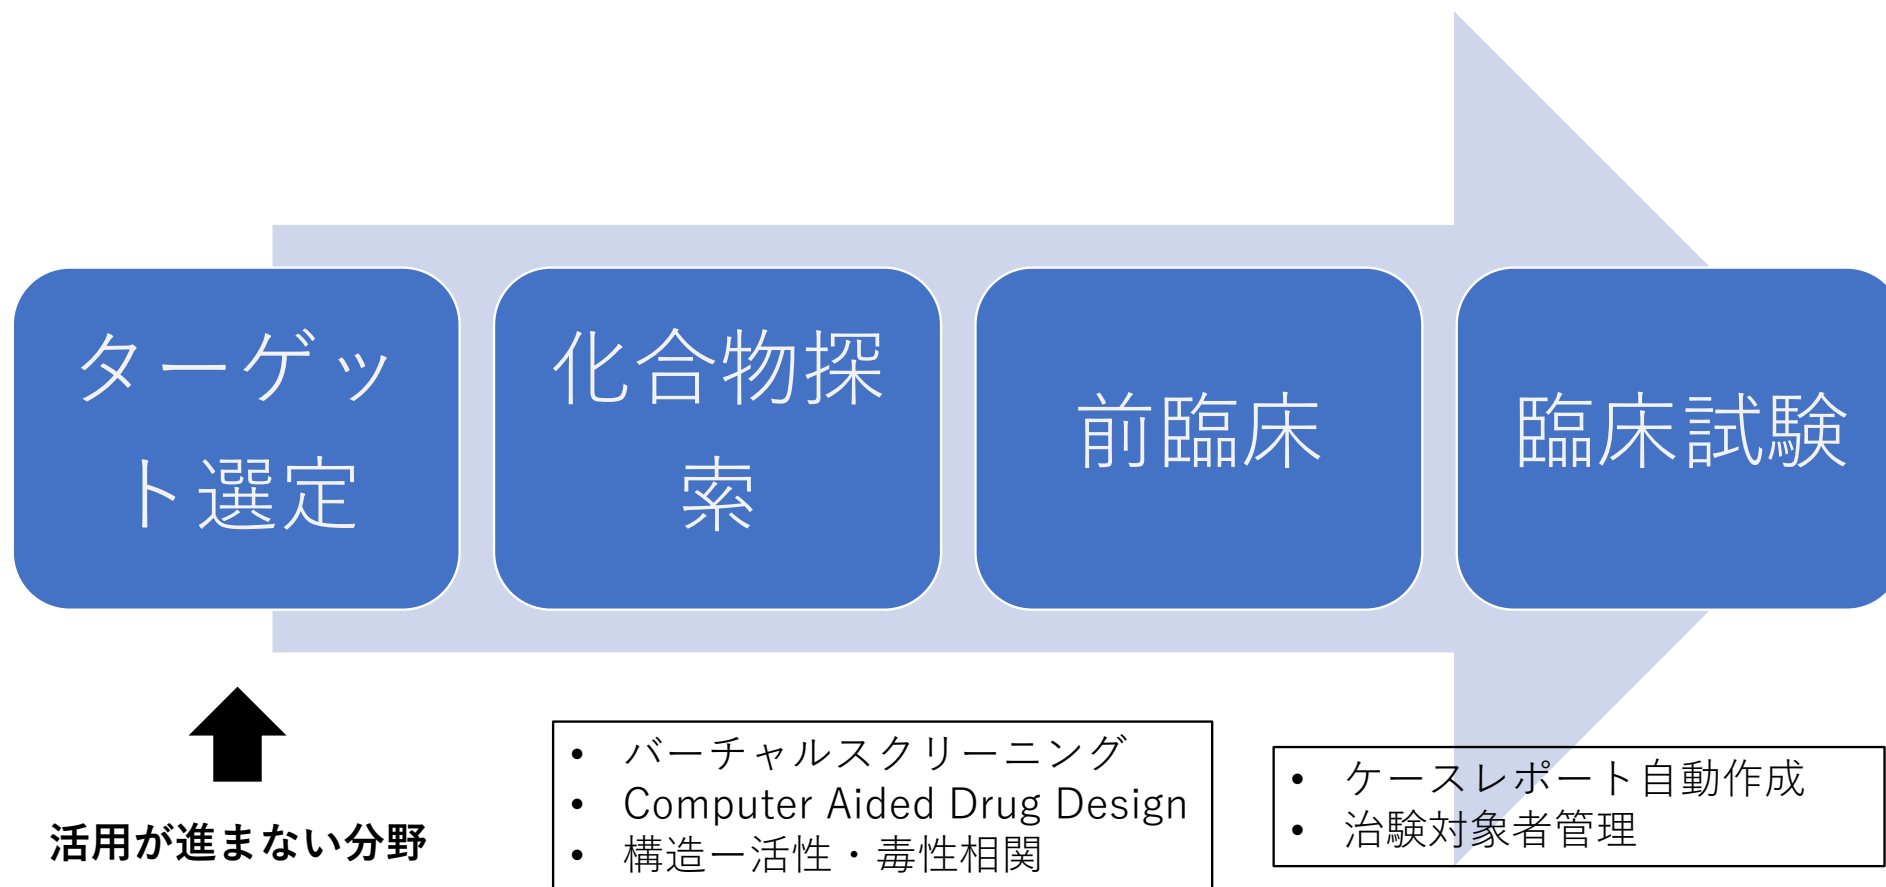 ターゲッ
ト選定
化合物探
索
前臨床
臨床試験
活用が進まない分野
• バーチャルスクリーニング
• Computer Aided Drug Design
• 構造ー活性・毒性相関
• ケースレポート自動作成
• 治験対象者管理